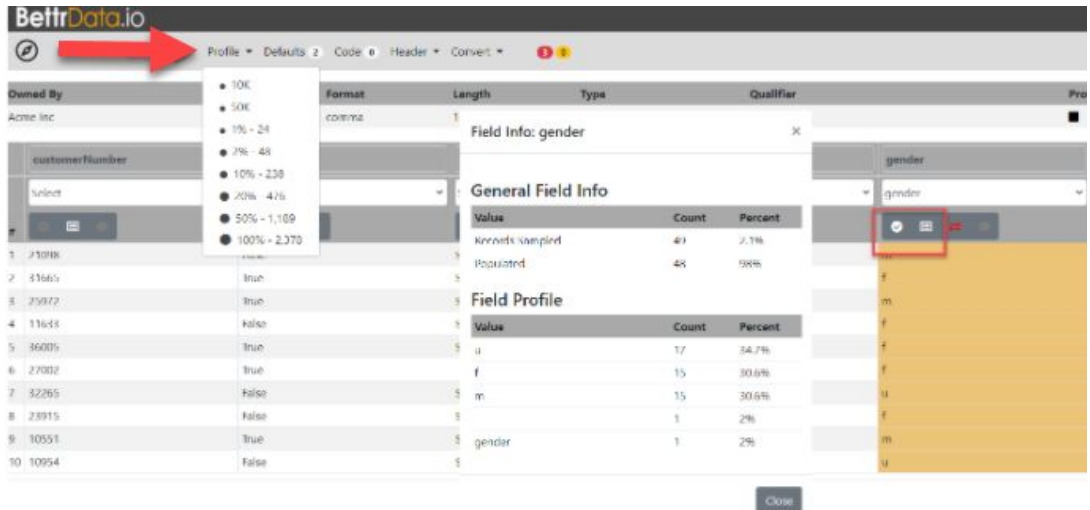 BettrData.io
Profile Defaults 2 Code 0 Header Convert 3 0
10K
50K
1% - 24
2% - 48
10% - 238
20% - 476
50% - 1,189
100% - 2,378
Owned By Format Length Type Qualifier Pro
Acme Inc comma 1
customerNumber gender
Select gender
#
Field Info: gender ×
General Field Info
Value Count Percent
Records Sampled 49 2.1%
Populated 48 98%
Field Profile
Value Count Percent
u 17 34.7%
f 15 30.6%
m 15 30.6%
1 2%
gender 1 2%
Close
1 21098
2 31665 True f
3 25972 True m
4 11633 False f
5 36005 True f
6 27002 True f
7 32265 False u
8 23915 False f
9 10551 True m
10 10954 False u